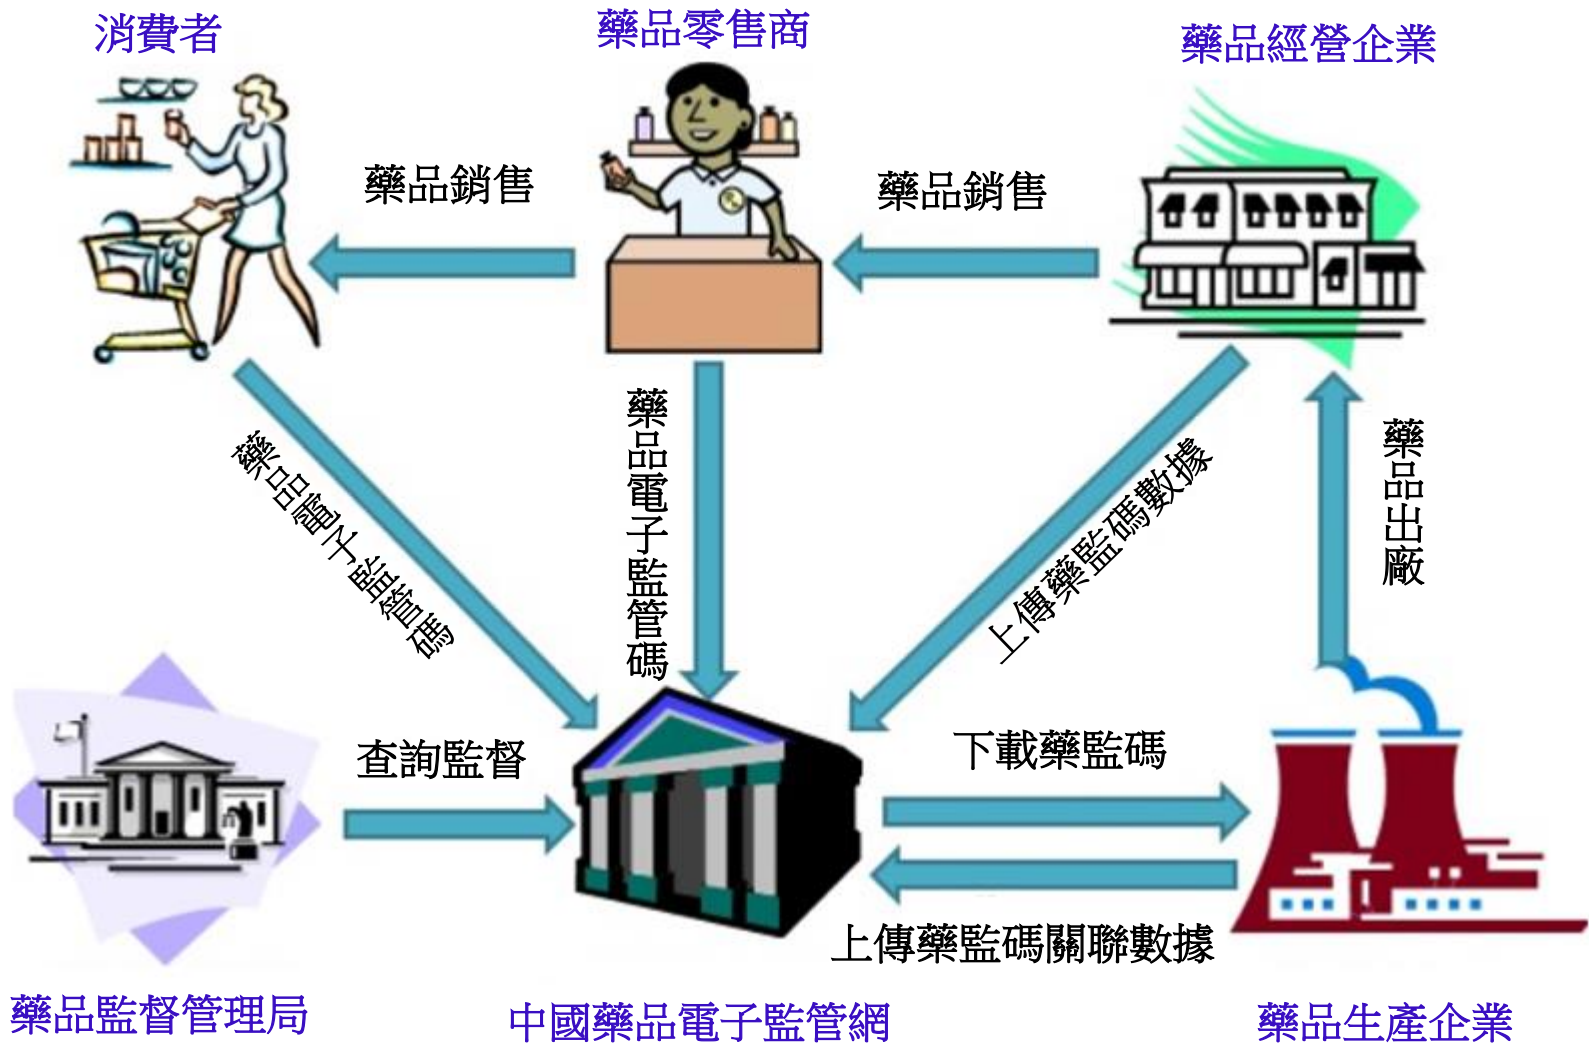 消費者
藥品零售商
藥品經營企業
藥品銷售
藥品銷售
藥品電子監管碼
藥品電子監管碼
上傳藥監碼數據
藥品出廠
查詢監督
下載藥監碼
上傳藥監碼關聯數據
藥品監督管理局
中國藥品電子監管網
藥品生產企業